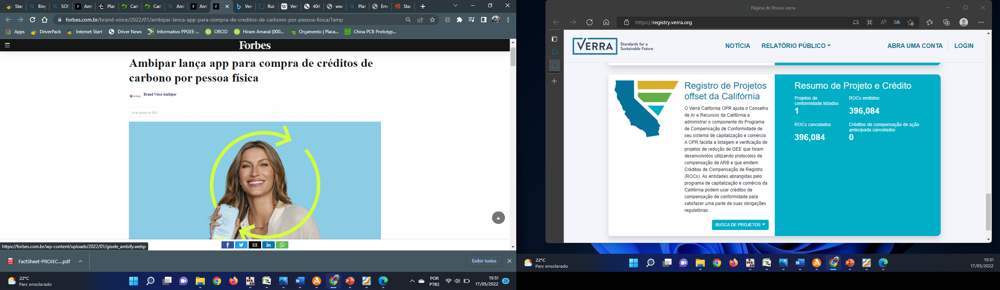 Star
Bing
SOF
Aml
Plat
Carl
Carl
Aml
Aml
Veri
Rule
Veri
404
ww
Plat
Erro
Star
forbes.com.br/brand-voice/2022/01/ambipar-lanca-app-para-compra-de-creditos-de-carbono-por-pessoa-fisica/?amp
Apps
DriverPack
Internet Start
Driver News
Informativo PPGEE-...
ORCID
Hiram Amaral (000...
Orçamento | Placa...
China PCB Prototyp...
Forbes
Ambipar lança app para compra de créditos de
carbono por pessoa física
Brand Voice Ambipar
19 de janeiro de 2022
https://forbes.com.br/wp-content/uploads/2022/01/gisele_ambify.webp
FactSheet-PROJEC....pdf
Exibir todos
22°C
Parc ensolarado
POR
PTB2
15:51
17/05/2022
28
Página de Pouso verra
https://registry.verra.org
VERRA
Standards for a
Sustainable Future
NOTÍCIA
RELATÓRIO PÚBLICO
ABRA UMA CONTA
LOGIN
Registro de Projetos
offset da Califórnia
O Verra California OPR ajuda o Conselho
de Ar e Recursos da Califórnia a
administrar o componente do Programa
de Compensação de Conformidade de
seu sistema de capitalização e comércio.
A OPR facilita a listagem e verificação de
projetos de redução de GEE que foram
desenvolvidos utilizando protocolos de
compensação de ARB e que emitem
Créditos de Compensação de Registro
(ROCs). As entidades abrangidas pelo
programa de capitalização e comércio da
Califórnia podem usar créditos de
compensação de conformidade para
satisfazer uma parte de suas obrigações
regulatórias.
BUSCA DE PROJETOS
Resumo de Projeto e Crédito
Projetos de
conformidade listados
1
ROCs emitidos
396,084
ROCs cancelados
396,084
Créditos de compensação de ação
antecipada cancelados
0
22°C
Parc ensolarado
15:51
17/05/2022